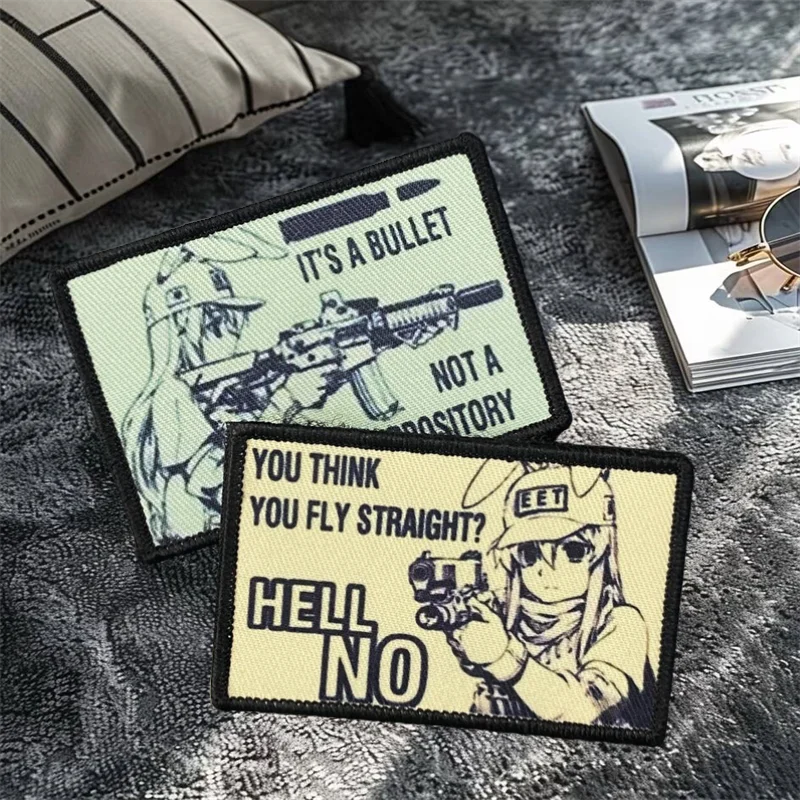 IT'S A BULLET
NOT A
YOU THINK
YOU FLY STRAIGHT?
EET
HELL
NO